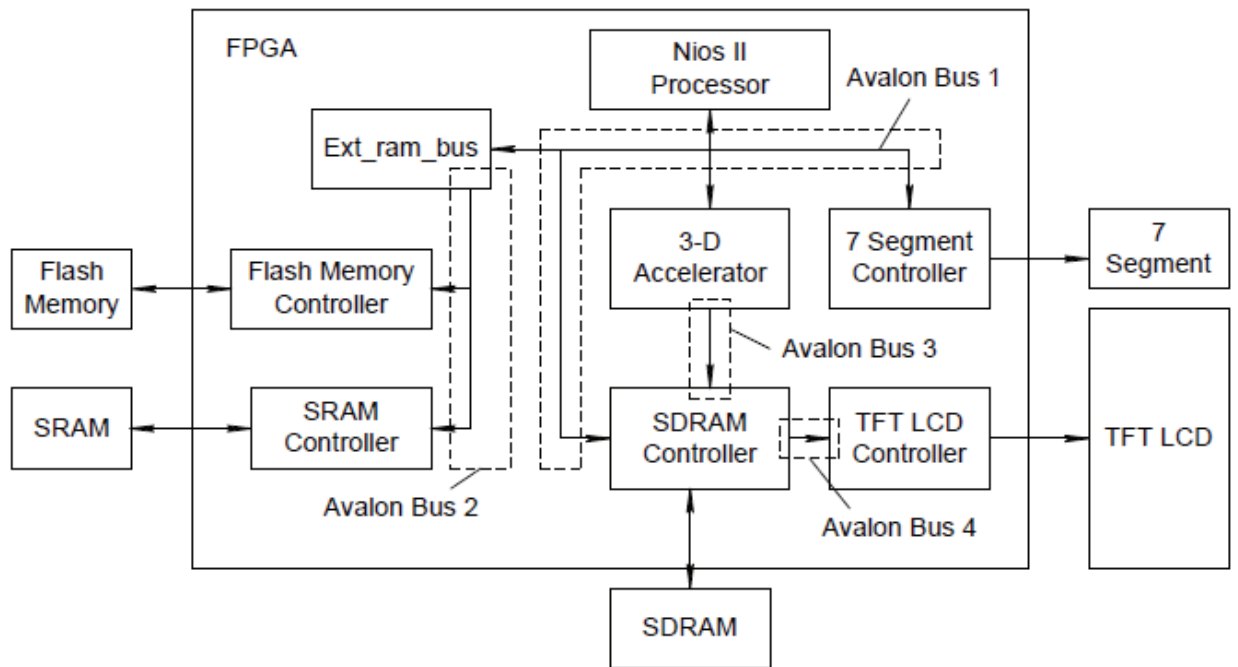 FPGA
Nios II
Processor
Avalon Bus 1
Ext_ram_bus
3-D
Accelerator
7 Segment
Controller
7
Segment
Flash
Memory
Flash Memory
Controller
Avalon Bus 3
SRAM
SRAM
Controller
SDRAM
Controller
TFT LCD
Controller
TFT LCD
Avalon Bus 2
Avalon Bus 4
SDRAM